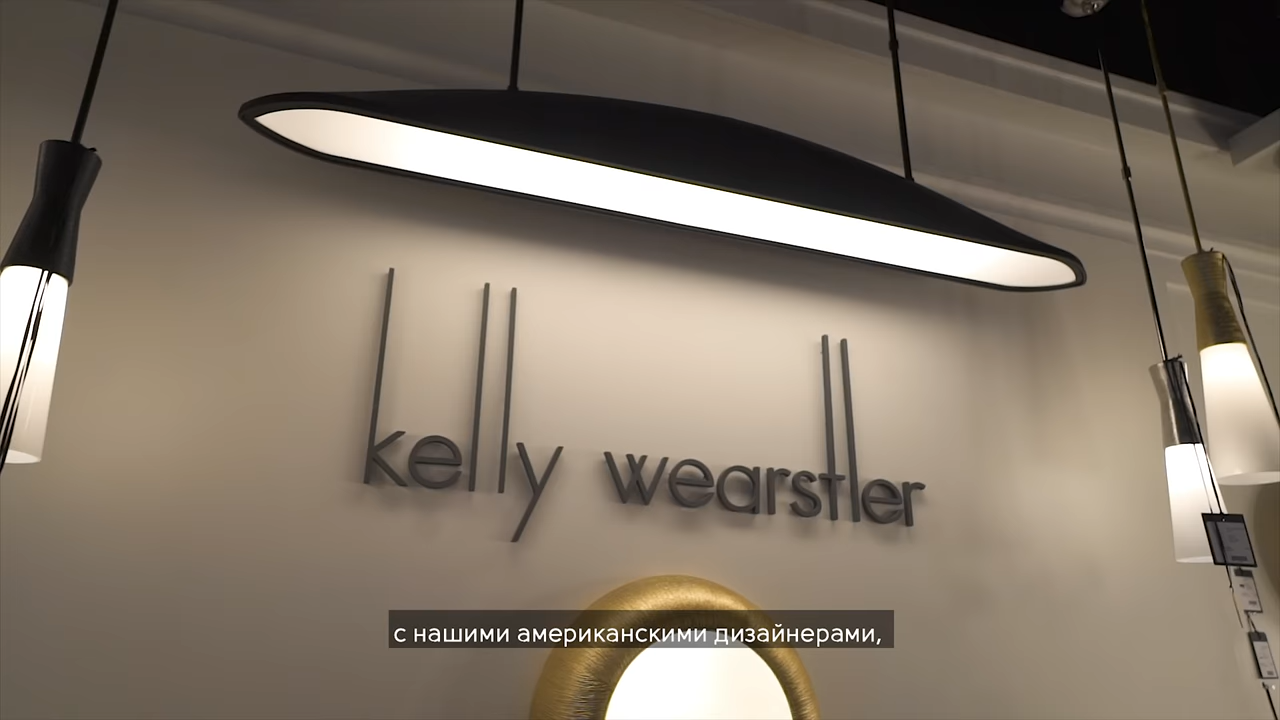 kelly wearstler
с нашими американскими дизайнерами,